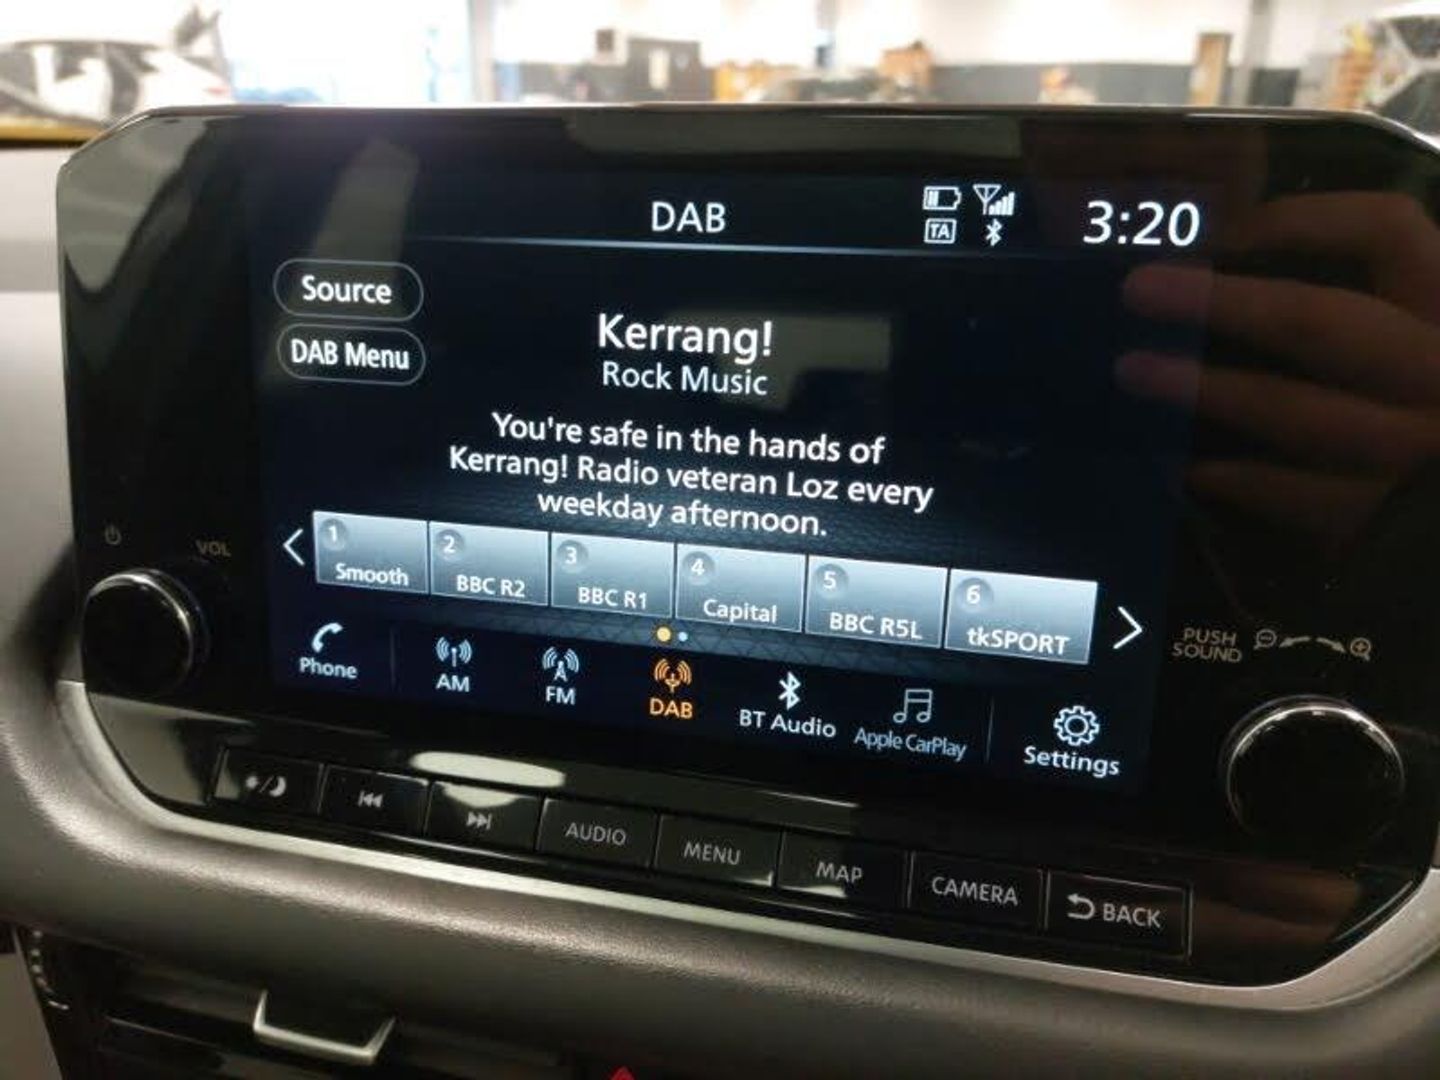 DAB
TA
3:20
Source
DAB Menu
Kerrang!
Rock Music
You're safe in the hands of
Kerrang! Radio veteran Loz every
weekday afternoon.
VOL
1
Smooth
2
BBC R2
3
BBC R1
4
Capital
5
BBC R5L
6
tkSPORT
PUSH
SOUND
Phone
AM
FM
DAB
BT Audio
Apple CarPlay
Settings
AUDIO
MENU
MAP
CAMERA
BACK